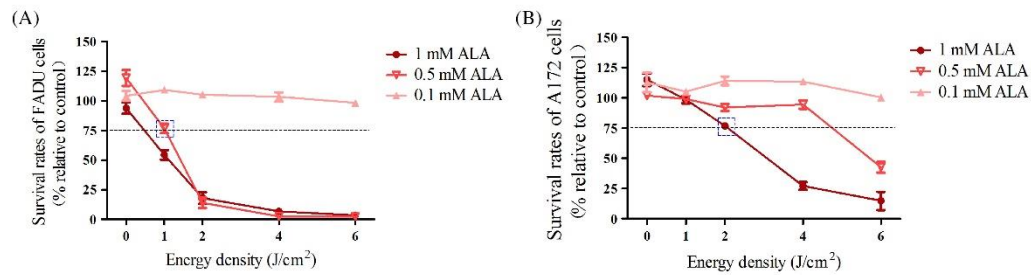 (A)
Survival rates of FADU cells
(% relative to control)
150
125
100
75
50
25
0
0 1 2 4 6
Energy density (J/cm²)
1 mM ALA
0.5 mM ALA
0.1 mM ALA
(B)
Survival rates of A172 cells
(% relative to control)
150
125
100
75
50
25
0
0 1 2 4 6
Energy density (J/cm²)
1 mM ALA
0.5 mM ALA
0.1 mM ALA